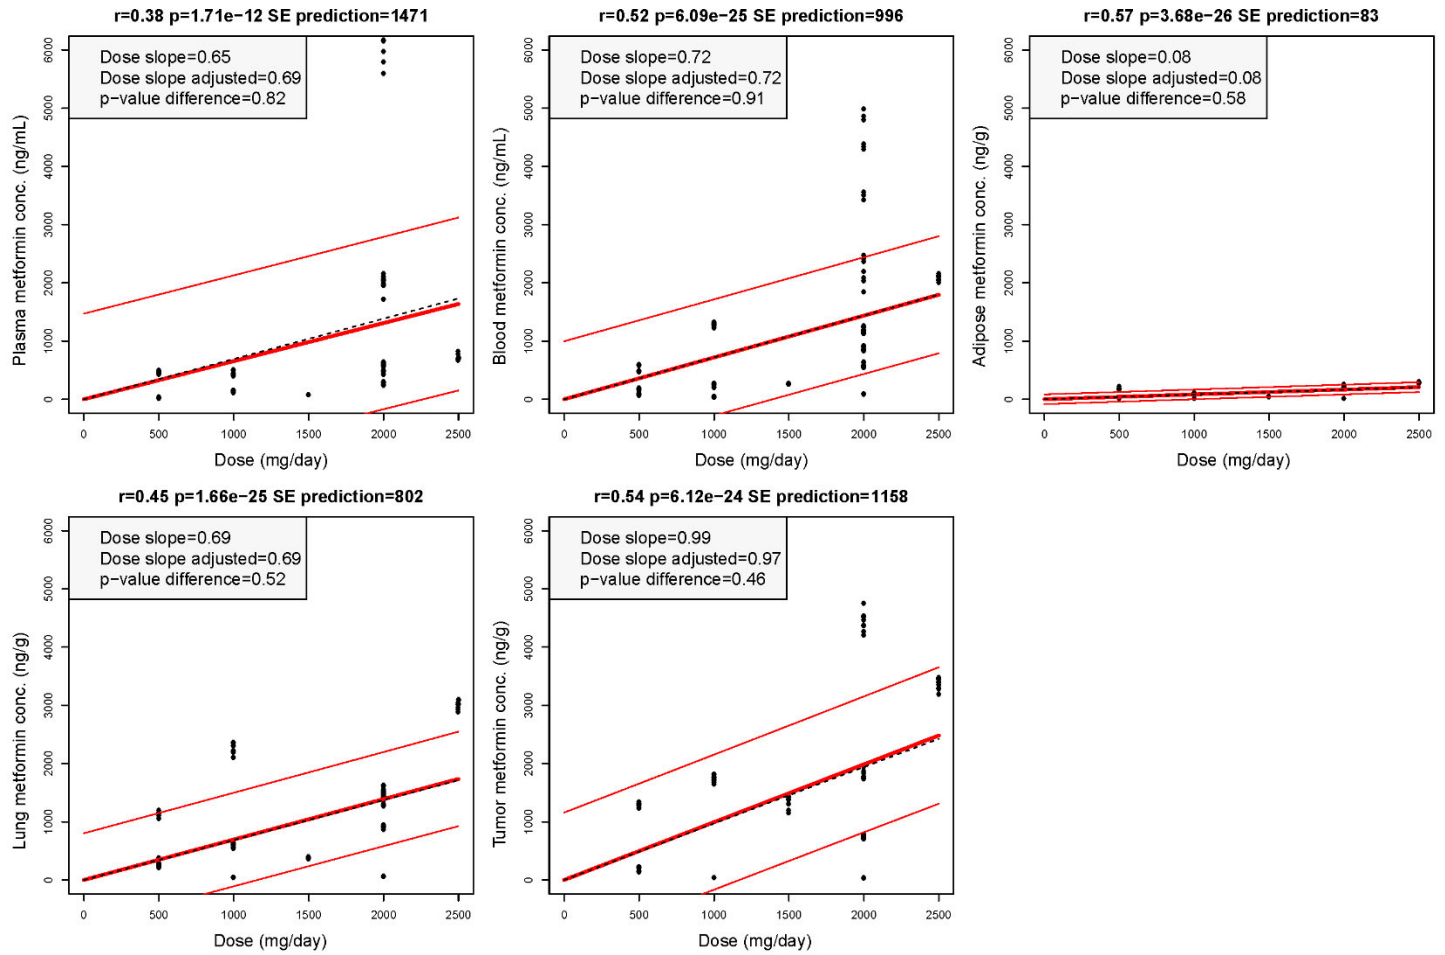 r=0.38 p=1.71e−12 SE prediction=1471
Dose slope=0.65
Dose slope adjusted=0.69
p−value difference=0.82
Plasma metformin conc. (ng/mL)
0 1000 2000 3000 4000 5000 6000
0 500 1000 1500 2000 2500
Dose (mg/day)
r=0.52 p=6.09e−25 SE prediction=996
Dose slope=0.72
Dose slope adjusted=0.72
p−value difference=0.91
Blood metformin conc. (ng/mL)
0 1000 2000 3000 4000 5000 6000
0 500 1000 1500 2000 2500
Dose (mg/day)
r=0.57 p=3.68e−26 SE prediction=83
Dose slope=0.08
Dose slope adjusted=0.08
p−value difference=0.58
Adipose metformin conc. (ng/g)
0 1000 2000 3000 4000 5000 6000
0 500 1000 1500 2000 2500
Dose (mg/day)
r=0.45 p=1.66e−25 SE prediction=802
Dose slope=0.69
Dose slope adjusted=0.69
p−value difference=0.52
Lung metformin conc. (ng/g)
0 1000 2000 3000 4000 5000 6000
0 500 1000 1500 2000 2500
Dose (mg/day)
r=0.54 p=6.12e−24 SE prediction=1158
Dose slope=0.99
Dose slope adjusted=0.97
p−value difference=0.46
Tumor metformin conc. (ng/g)
0 1000 2000 3000 4000 5000 6000
0 500 1000 1500 2000 2500
Dose (mg/day)